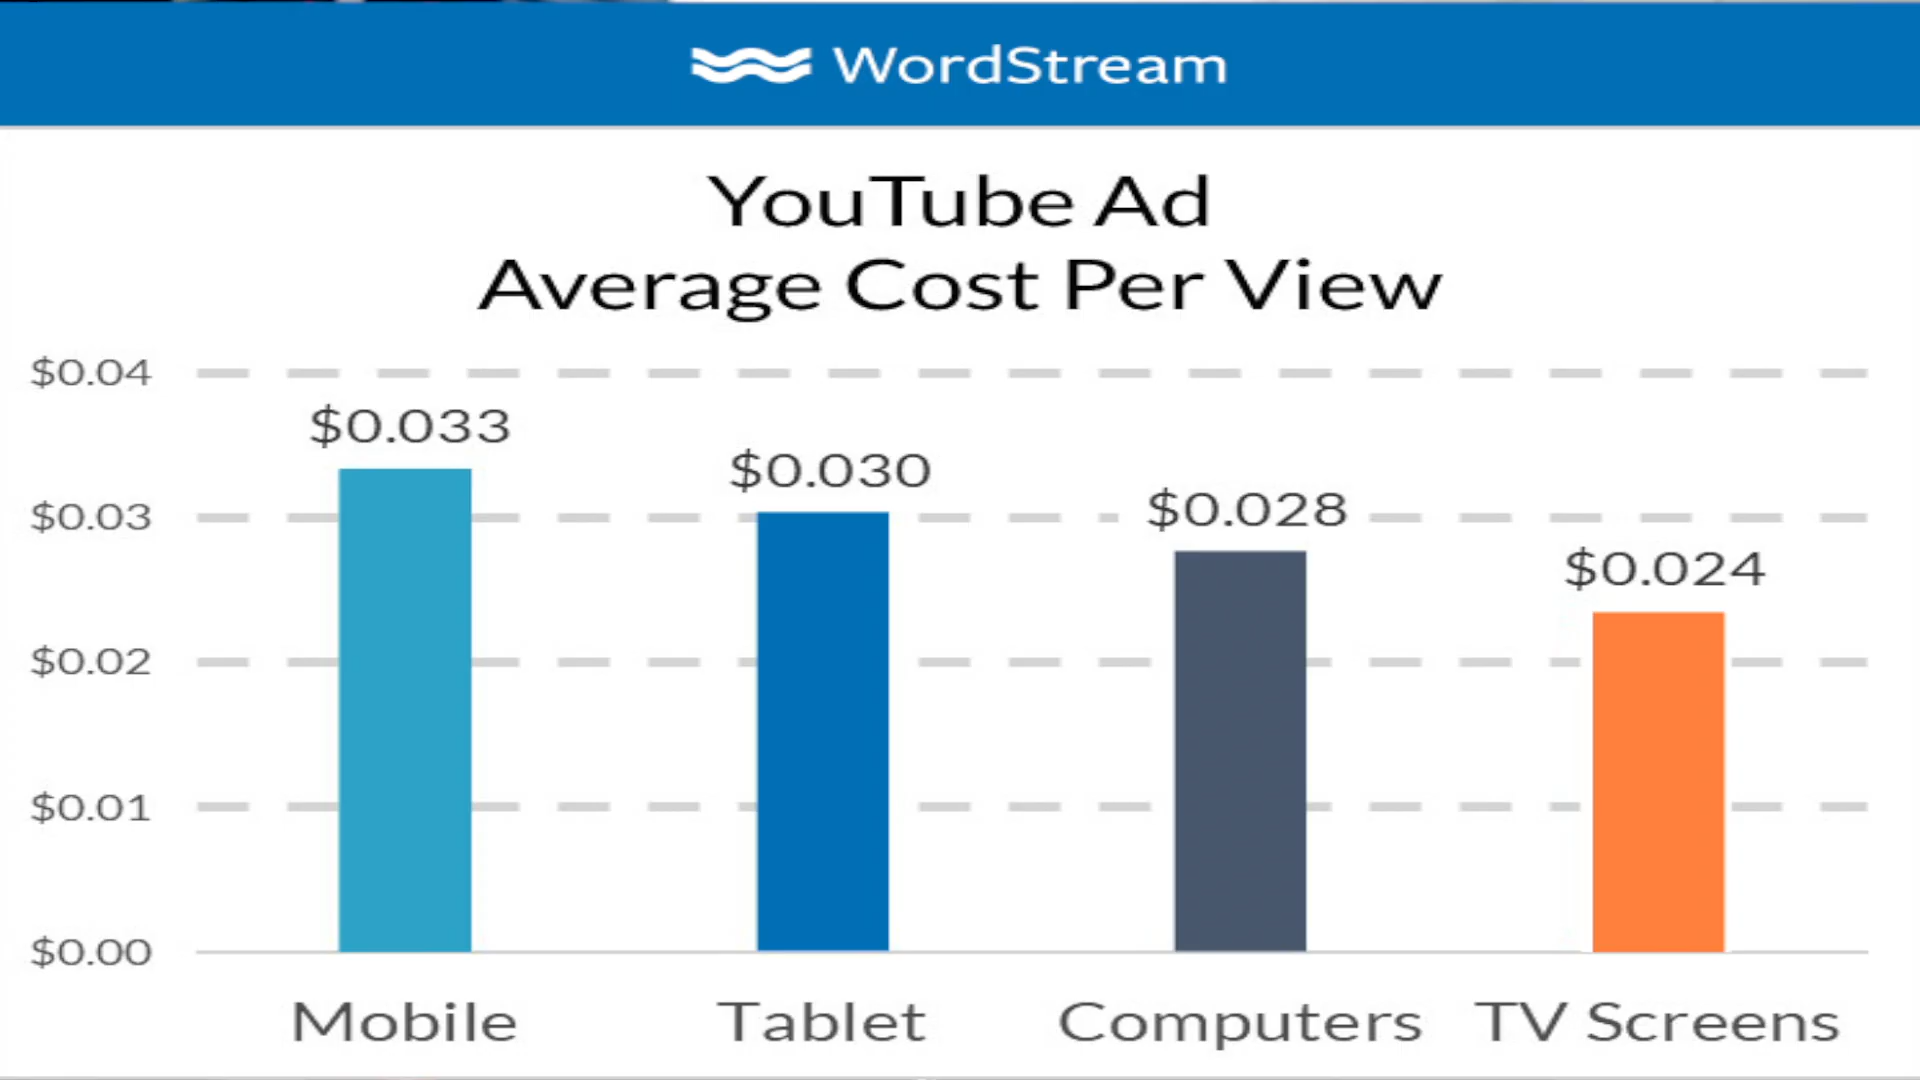 WordStream
YouTube Ad
Average Cost Per View
$0.04
$0.033
$0.030
$0.03
$0.028
$0.024
$0.02
$0.01
$0.00
Mobile Tablet Computers TV Screens